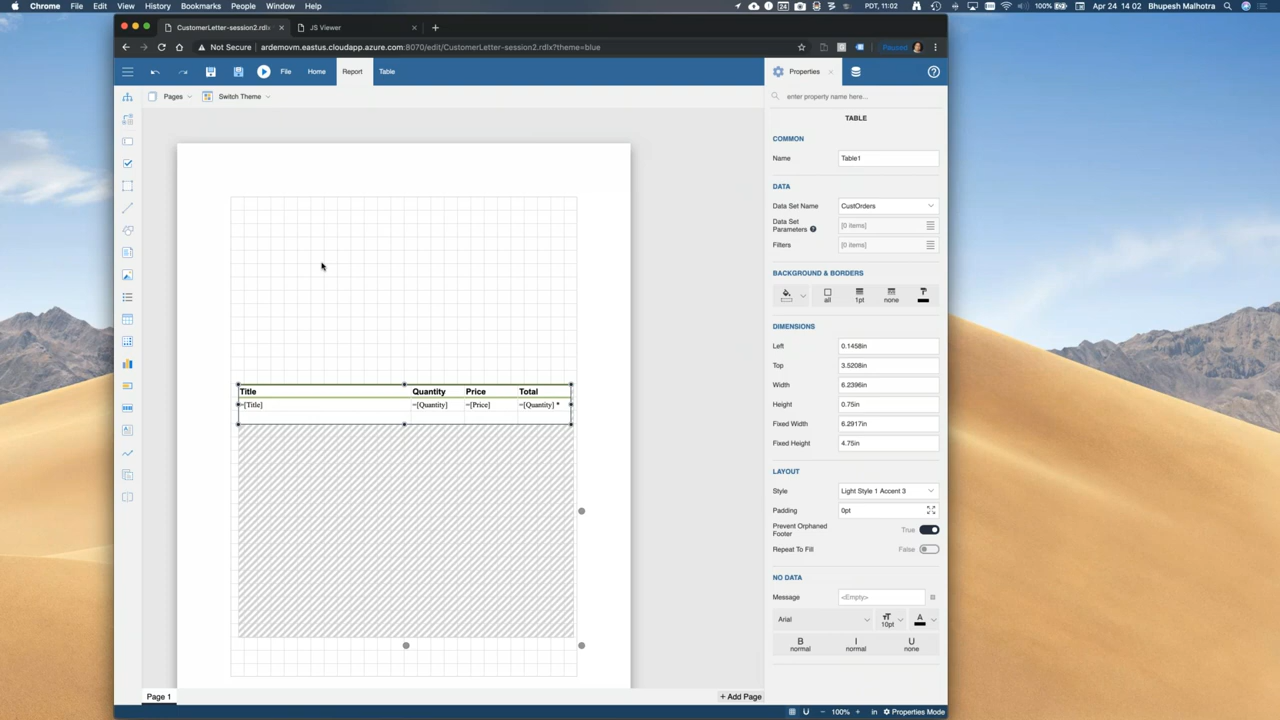 Chrome File Edit View History Bookmarks People Window Help
PDT, 11:02
100%
Apr 24 14 02 Bhupesh Malhotra
CustomerLetter-session2.rdlx
JS Viewer
Not Secure ardemovm.eastus.cloudapp.azure.com:8070/edit/CustomerLetter-session2.rdlx?theme=blue
Paused
File Home Report Table
Properties
Pages Switch Theme
enter property name here...
TABLE
COMMON
Name Table1
DATA
Data Set Name CustOrders
Data Set
Parameters
[0 items]
Filters [0 items]
BACKGROUND & BORDERS
all 1pt none
DIMENSIONS
Left 0.1458in
Top 3.5208in
Width 6.2396in
Height 0.75in
Fixed Width 6.2917in
Fixed Height 4.75in
LAYOUT
Style Light Style 1 Accent 3
Padding 0pt
Prevent Orphaned
Footer
True
Repeat To Fill False
NO DATA
Message <Empty>
Arial 10pt A
B I U
normal normal none
Title Quantity Price Total
=[Title] =[Quantity] =[Price] =[Quantity] *
Page 1
+ Add Page
100% in Properties Mode